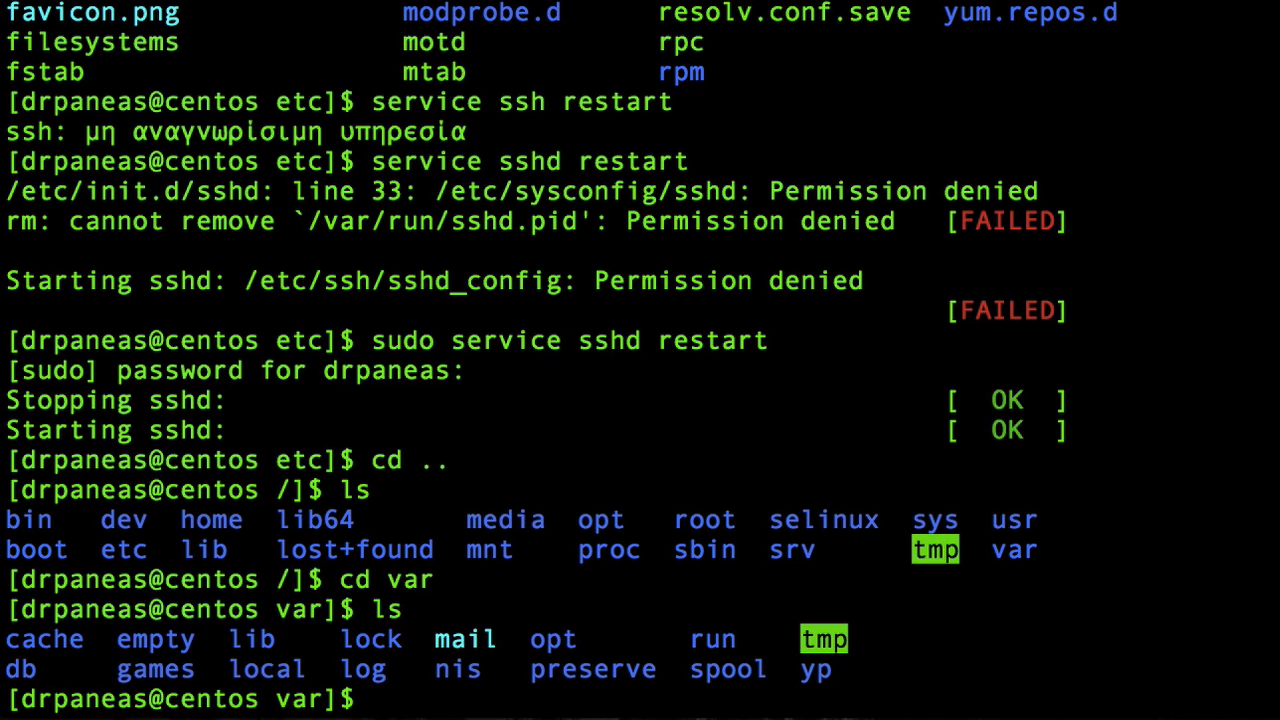 favicon.png modprobe.d resolv.conf.save yum.repos.d
filesystems motd rpc
fstab mtab rpm
[drpaneas@centos etc]$ service ssh restart
ssh: μη αναγνωρίσιμη υπηρεσία
[drpaneas@centos etc]$ service sshd restart
/etc/init.d/sshd: line 33: /etc/sysconfig/sshd: Permission denied
rm: cannot remove `/var/run/sshd.pid': Permission denied [FAILED]
Starting sshd: /etc/ssh/sshd_config: Permission denied
[FAILED]
[drpaneas@centos etc]$ sudo service sshd restart
[sudo] password for drpaneas:
Stopping sshd: [ OK ]
Starting sshd: [ OK ]
[drpaneas@centos etc]$ cd ..
[drpaneas@centos /]$ ls
bin dev home lib64 media opt root selinux sys usr
boot etc lib lost+found mnt proc sbin srv tmp var
[drpaneas@centos /]$ cd var
[drpaneas@centos var]$ ls
cache empty lib lock mail opt run tmp
db games local log nis preserve spool yp
[drpaneas@centos var]$